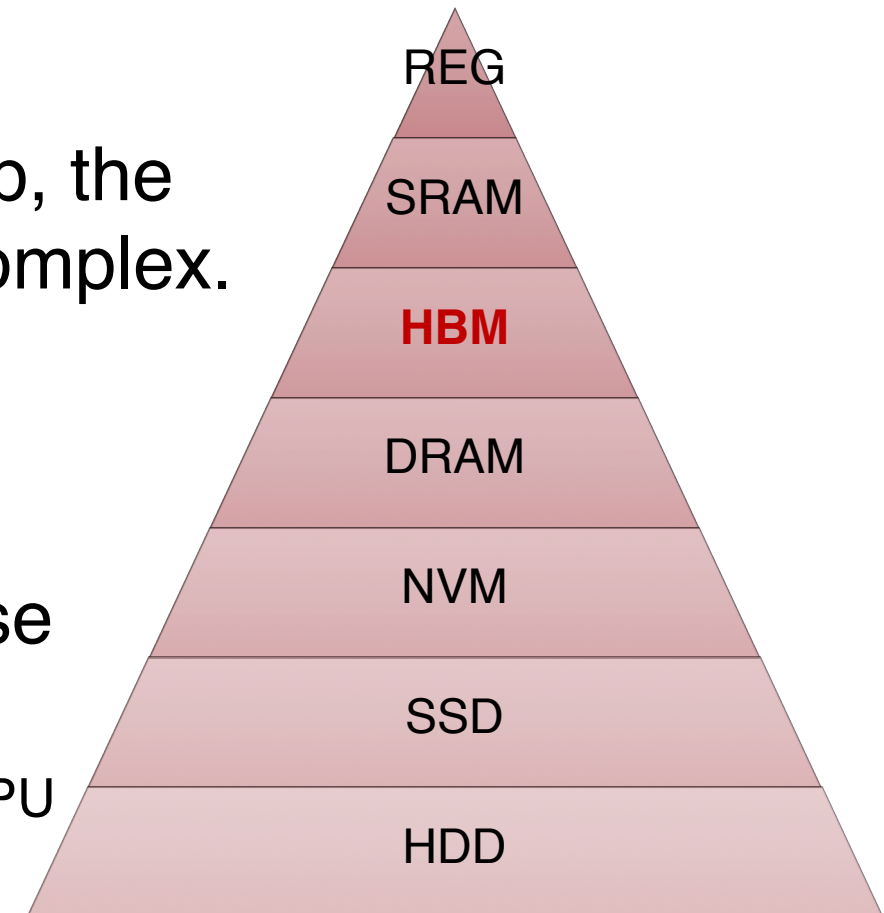 p, the
omplex.
se
PU
REG
SRAM
HBM
DRAM
NVM
SSD
HDD